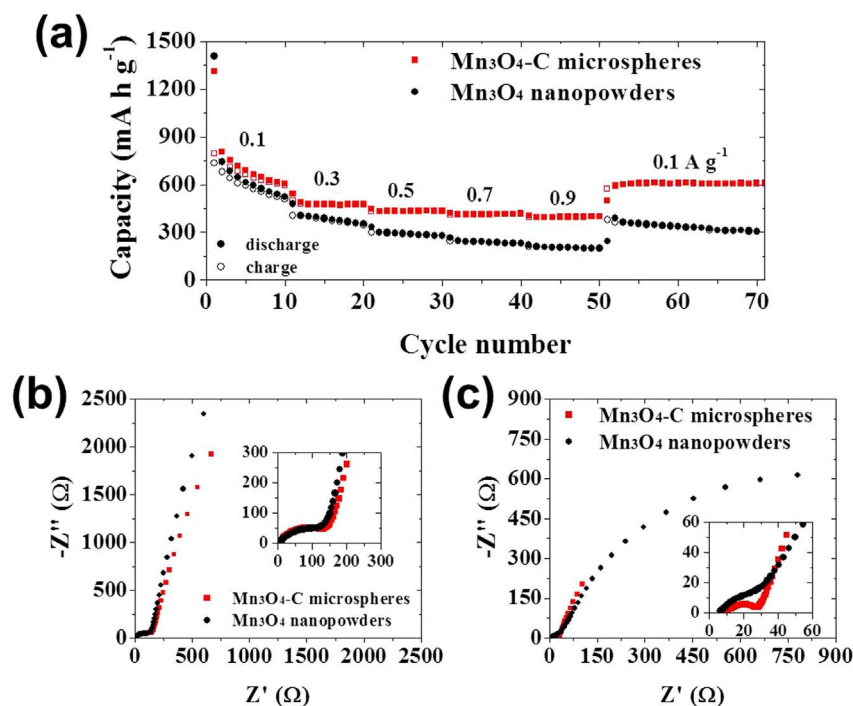 (a)
1500
1200
900
600
300
0
Capacity (mA h g⁻¹)
Mn₃O₄-C microspheres
Mn₃O₄ nanopowders
0.1
0.3
0.5
0.7
0.9
0.1 A g⁻¹
discharge
charge
0 10 20 30 40 50 60 70
Cycle number
(b)
2500
2000
1500
1000
500
0
-Z" (Ω)
300
200
100
0
0 100 200 300
Mn₃O₄-C microspheres
Mn₃O₄ nanopowders
0 500 1000 1500 2000 2500
Z' (Ω)
(c)
900
750
600
450
300
150
0
-Z" (Ω)
Mn₃O₄-C microspheres
Mn₃O₄ nanopowders
60
40
20
0
0 20 40 60
0 150 300 450 600 750 900
Z' (Ω)